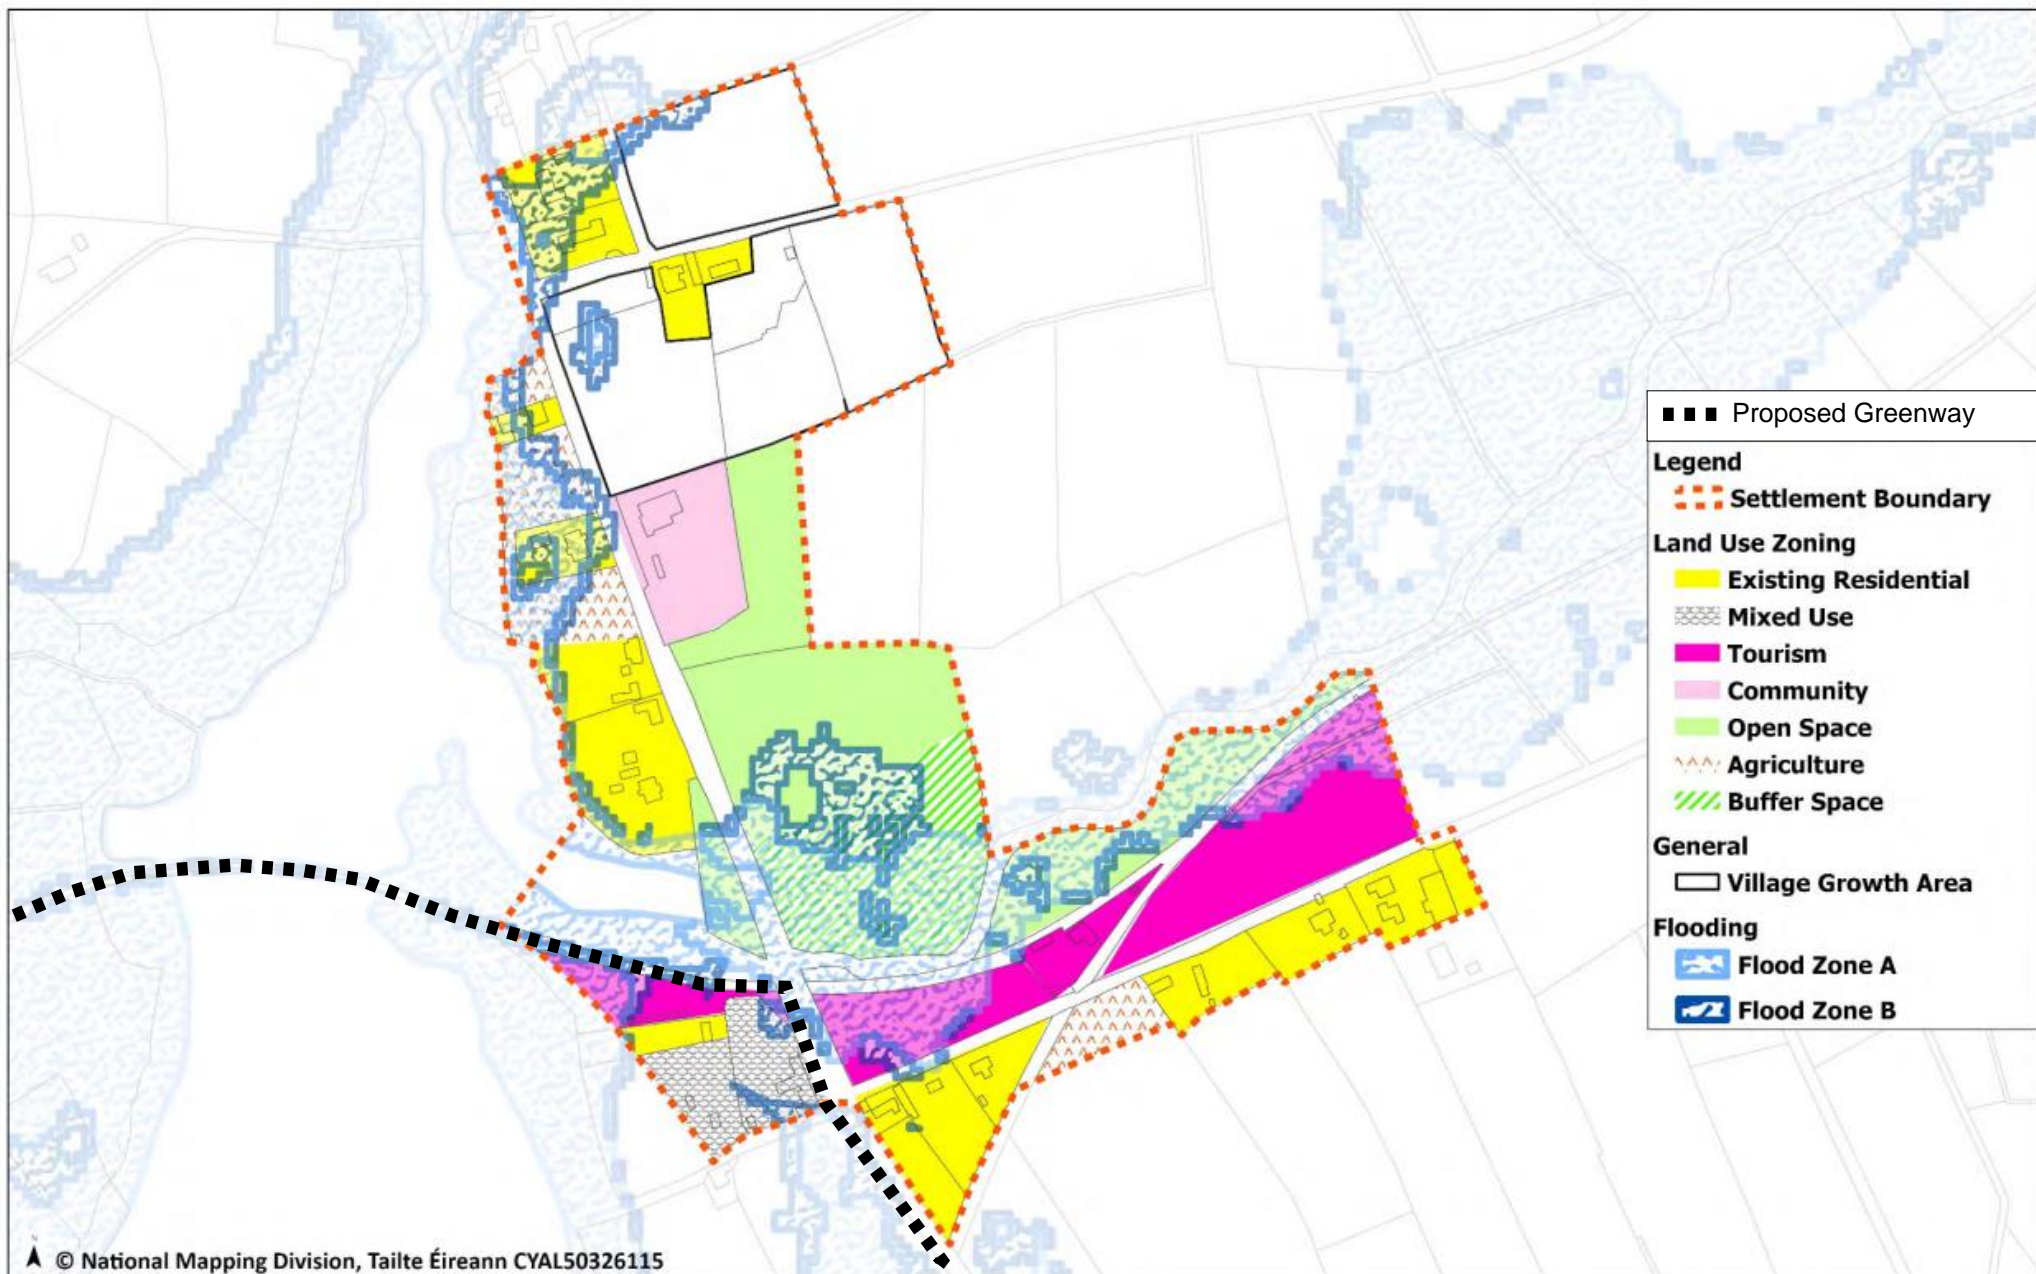 Proposed Greenway
Legend
Settlement Boundary
Land Use Zoning
Existing Residential
Mixed Use
Tourism
Community
Open Space
Agriculture
Buffer Space
General
Village Growth Area
Flooding
Flood Zone A
Flood Zone B
N
© National Mapping Division, Tailte Éireann CYAL50326115